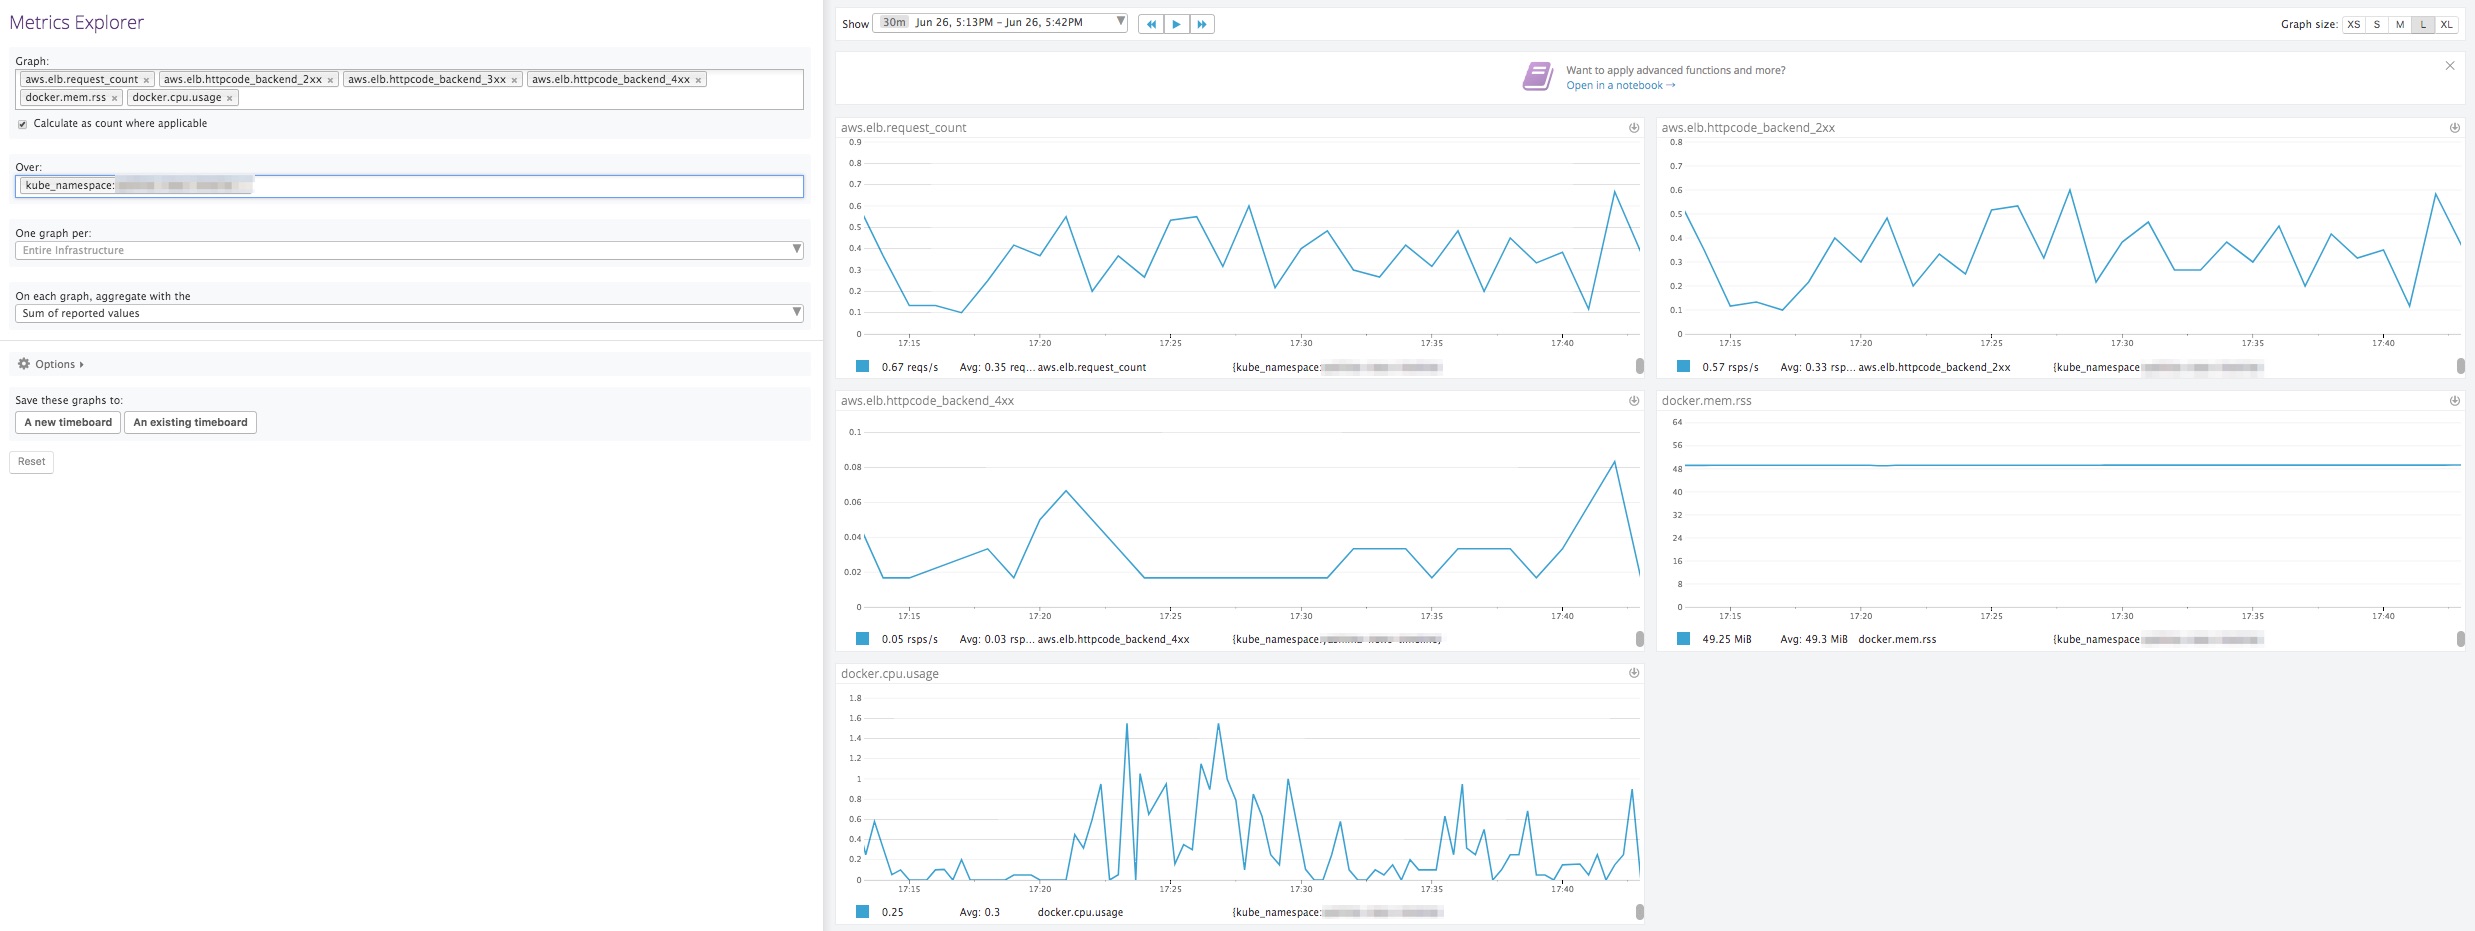 Metrics Explorer
Graph:
aws.elb.request_count × aws.elb.httpcode_backend_2xx × aws.elb.httpcode_backend_3xx × aws.elb.httpcode_backend_4xx ×
docker.mem.rss × docker.cpu.usage ×
Calculate as count where applicable
Over:
kube_namespace:
One graph per:
Entire Infrastructure
On each graph, aggregate with the
Sum of reported values
Options
Save these graphs to:
A new timeboard An existing timeboard
Reset
Show 30m Jun 26, 5:13PM – Jun 26, 5:42PM
Graph size: XS S M L XL
Want to apply advanced functions and more?
Open in a notebook →
aws.elb.request_count
0.9
0.8
0.7
0.6
0.5
0.4
0.3
0.2
0.1
0
17:15 17:20 17:25 17:30 17:35 17:40
0.67 reqs/s Avg: 0.35 req... aws.elb.request_count {kube_namespace:
aws.elb.httpcode_backend_2xx
0.8
0.7
0.6
0.5
0.4
0.3
0.2
0.1
0
17:15 17:20 17:25 17:30 17:35 17:40
0.57 rsps/s Avg: 0.33 rsp... aws.elb.httpcode_backend_2xx {kube_namespace
aws.elb.httpcode_backend_4xx
0.1
0.08
0.06
0.04
0.02
0
17:15 17:20 17:25 17:30 17:35 17:40
0.05 rsps/s Avg: 0.03 rsp... aws.elb.httpcode_backend_4xx {kube_namespace:
docker.mem.rss
64
56
48
40
32
24
16
8
0
17:15 17:20 17:25 17:30 17:35 17:40
49.25 MiB Avg: 49.3 MiB docker.mem.rss {kube_namespace
docker.cpu.usage
1.8
1.6
1.4
1.2
1
0.8
0.6
0.4
0.2
0
17:15 17:20 17:25 17:30 17:35 17:40
0.25 Avg: 0.3 docker.cpu.usage {kube_namespace: